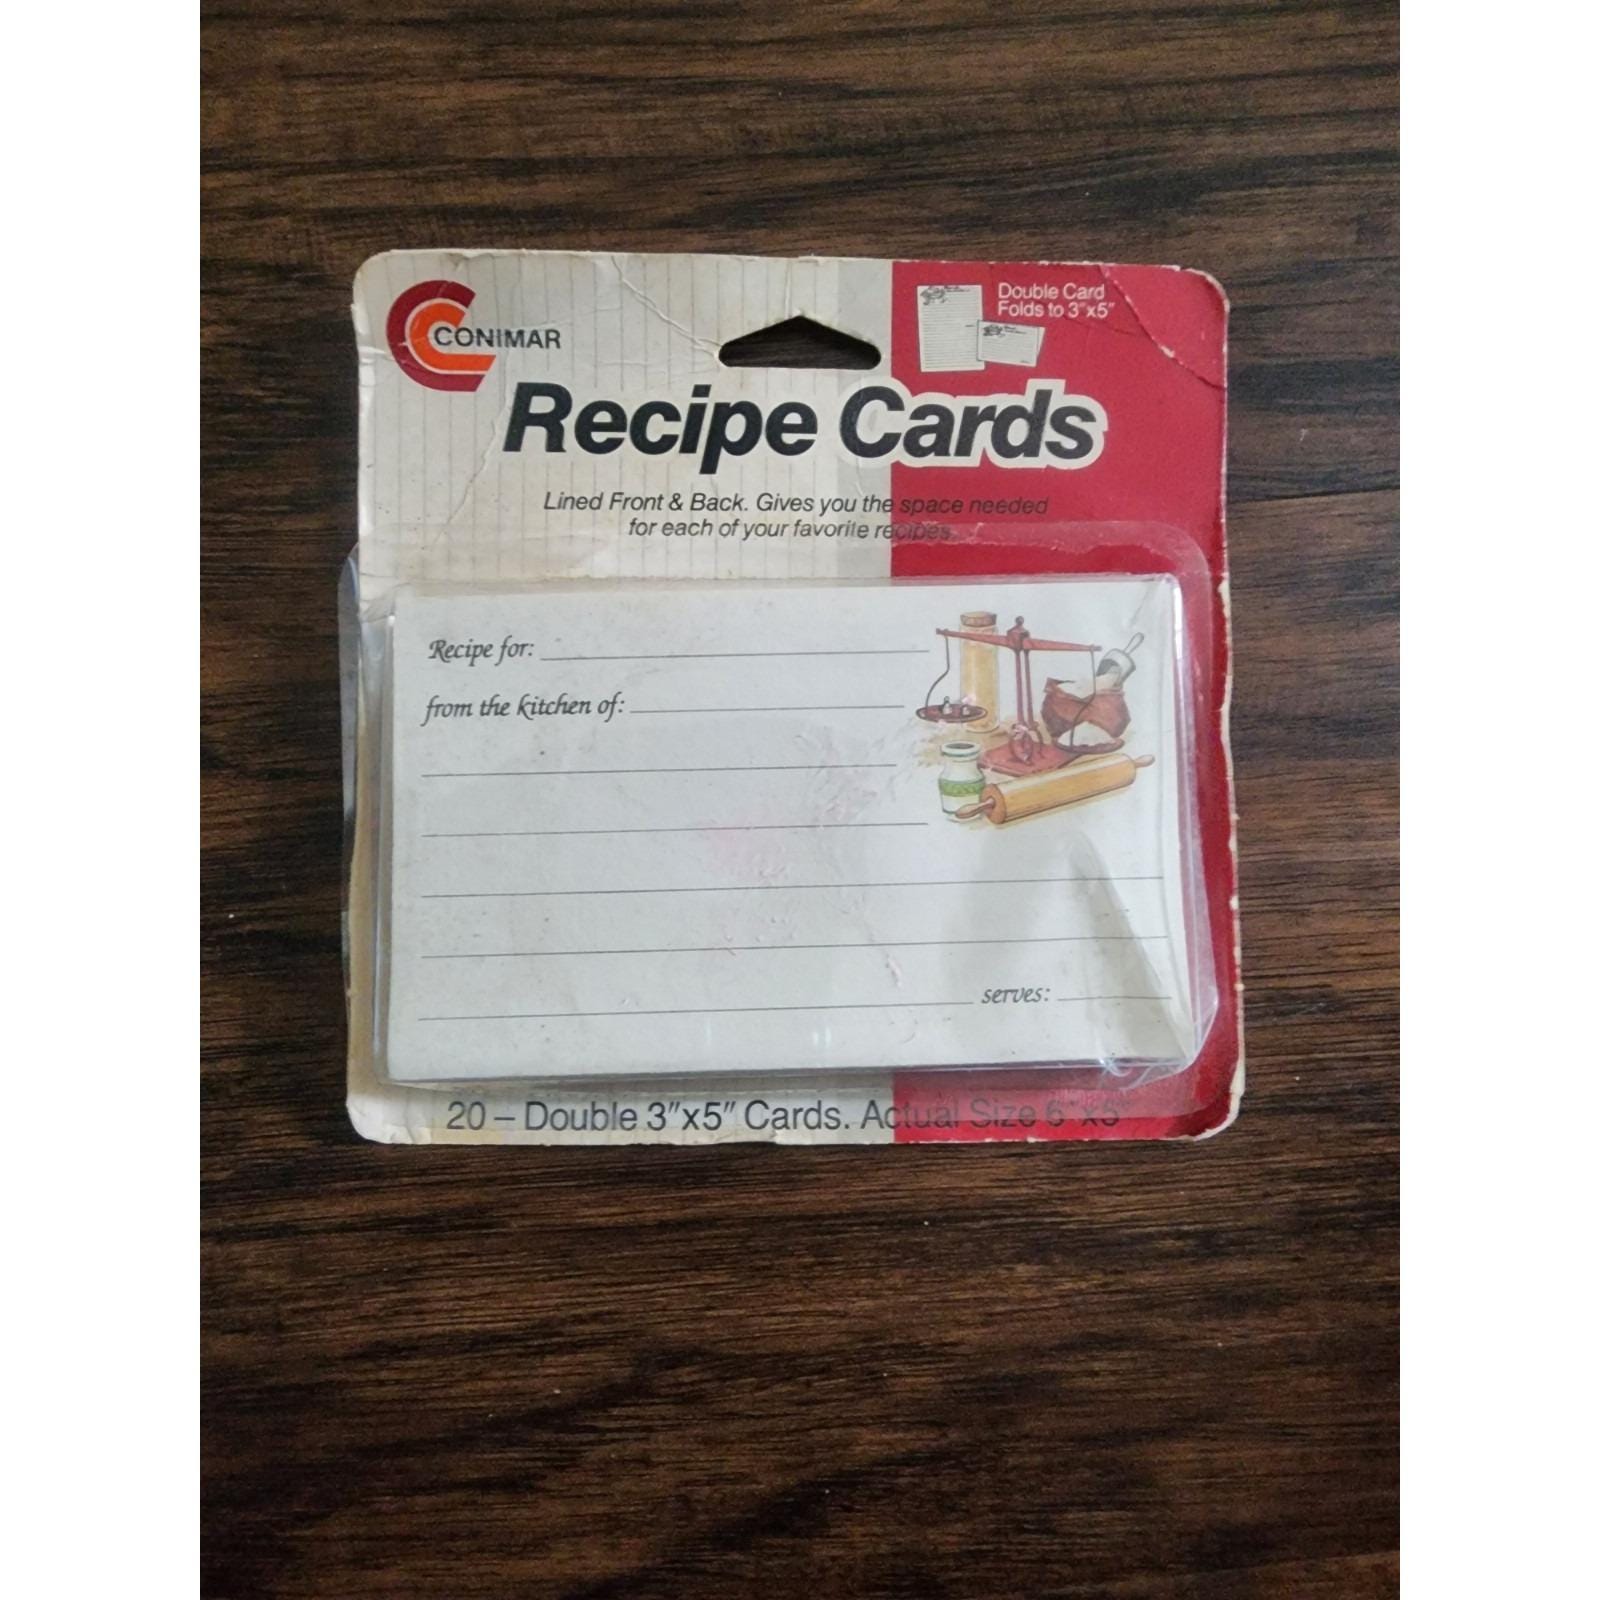 CONIMAR
Double Card
Folds to 3"x5"
Recipe Cards
Lined Front & Back. Gives you the space needed
for each of your favorite recipes.
Recipe for:
from the kitchen of:
serves:
20 – Double 3"x5" Cards. Actual Size 6"x5"